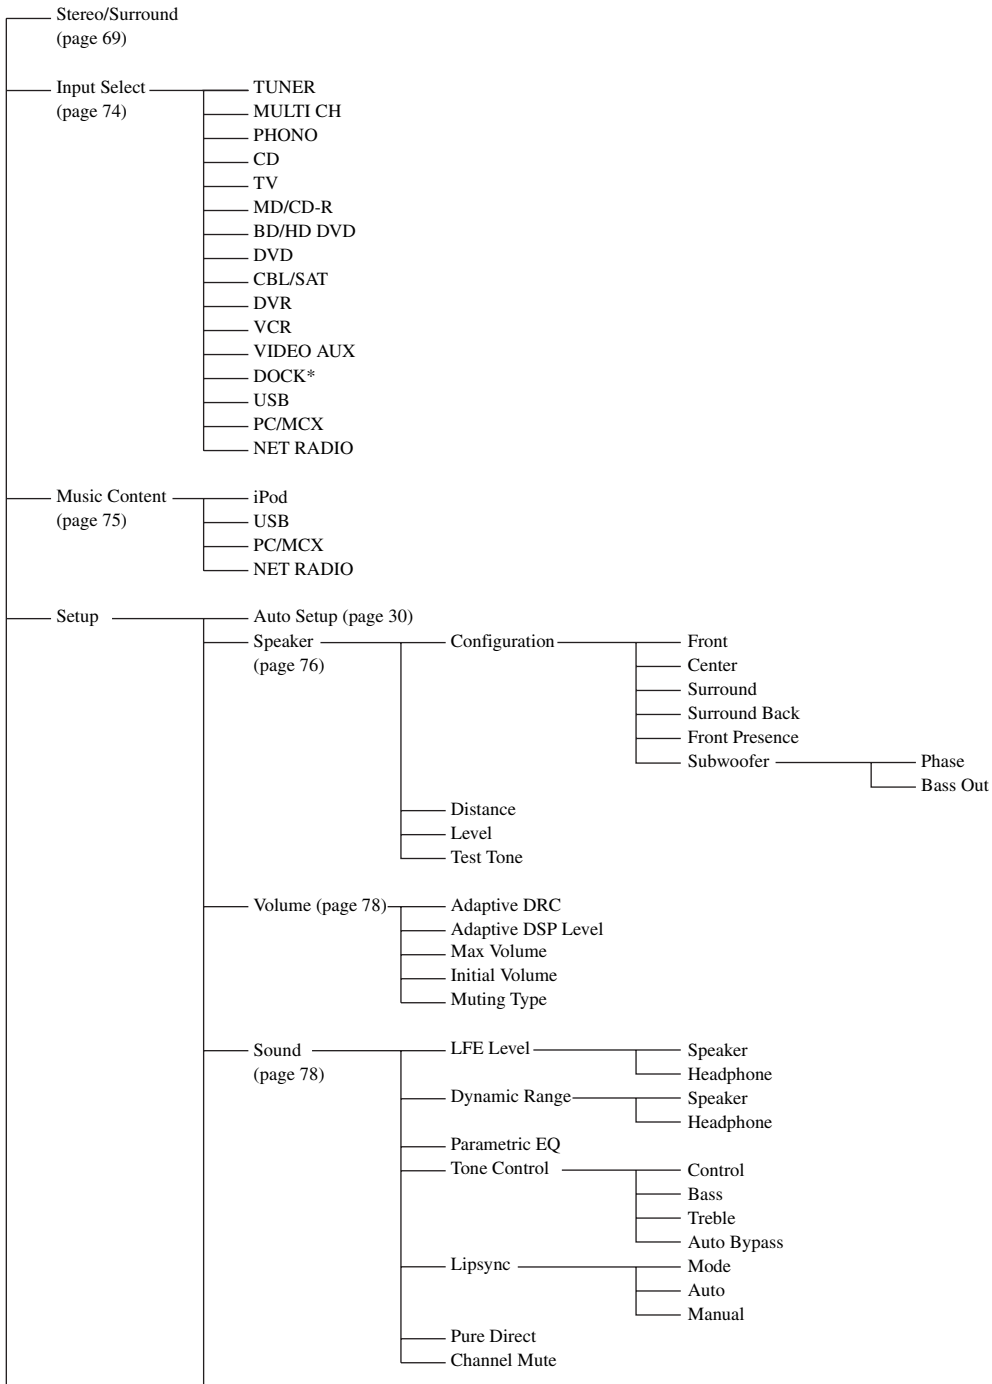 Stereo/Surround
(page 69)
Input Select
(page 74)
TUNER
MULTI CH
PHONO
CD
TV
MD/CD-R
BD/HD DVD
DVD
CBL/SAT
DVR
VCR
VIDEO AUX
DOCK*
USB
PC/MCX
NET RADIO
Music Content
(page 75)
iPod
USB
PC/MCX
NET RADIO
Setup
Auto Setup (page 30)
Speaker
(page 76)
Configuration
Front
Center
Surround
Surround Back
Front Presence
Subwoofer
Phase
Bass Out
Distance
Level
Test Tone
Volume (page 78)
Adaptive DRC
Adaptive DSP Level
Max Volume
Initial Volume
Muting Type
Sound
(page 78)
LFE Level
Speaker
Headphone
Dynamic Range
Speaker
Headphone
Parametric EQ
Tone Control
Control
Bass
Treble
Auto Bypass
Lipsync
Mode
Auto
Manual
Pure Direct
Channel Mute